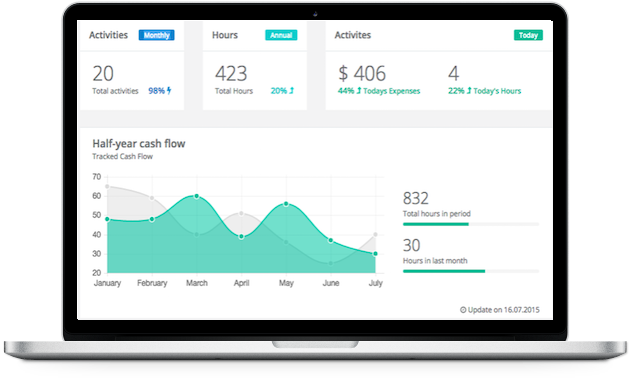 Activities Monthly
20
Total activities 98%
Hours Annual
423
Total Hours 20%
Activites Today
$ 406
44% Todays Expenses
4
22% Today's Hours
Half-year cash flow
Tracked Cash Flow
70
60
50
40
30
20
January February March April May June July
832
Total hours in period
30
Hours in last month
Update on 16.07.2015